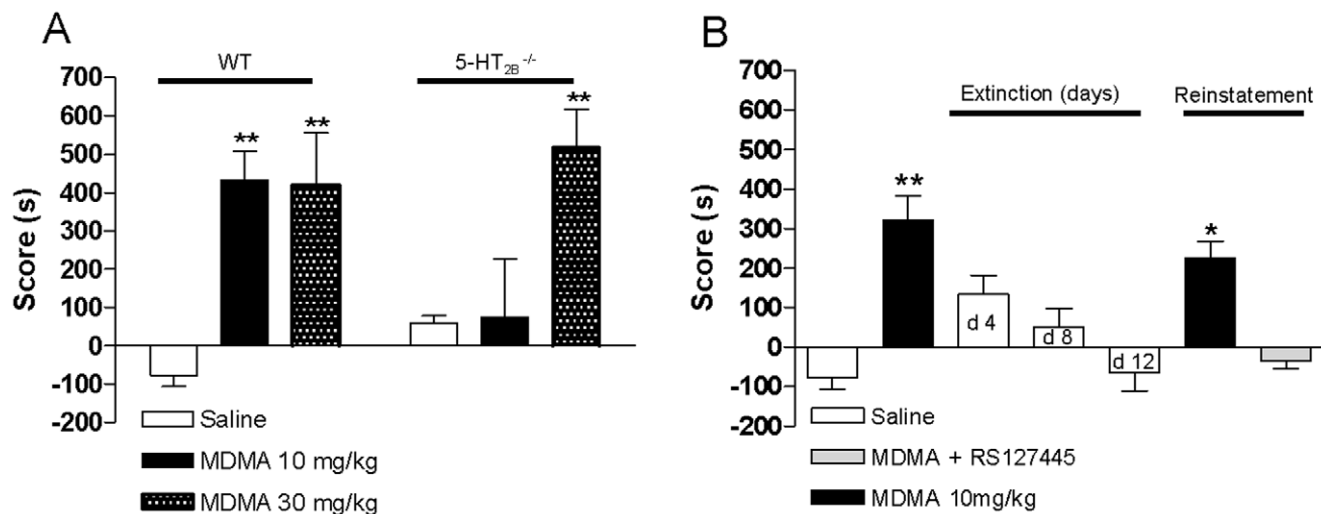 A
WT
5-HT2B-/-
Score (s)
700
600
500
400
300
200
100
0
-100
-200
**
**
**
Saline
MDMA 10 mg/kg
MDMA 30 mg/kg
B
Extinction (days)
Reinstatement
Score (s)
700
600
500
400
300
200
100
0
-100
-200
**
*
d 4
d 8
d 12
Saline
MDMA + RS127445
MDMA 10mg/kg